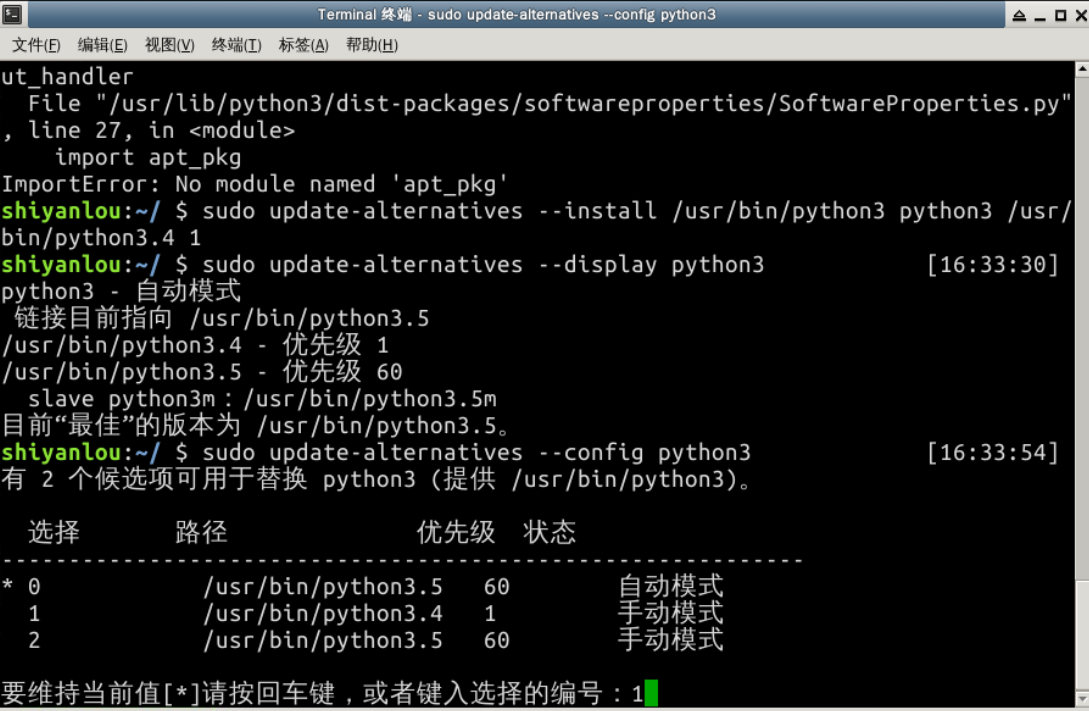 Terminal 终端 - sudo update-alternatives --config python3
文件(F) 编辑(E) 视图(V) 终端(T) 标签(A) 帮助(H)
ut_handler
  File "/usr/lib/python3/dist-packages/softwareproperties/SoftwareProperties.py"
, line 27, in <module>
    import apt_pkg
ImportError: No module named 'apt_pkg'
shiyanlou:~/ $ sudo update-alternatives --install /usr/bin/python3 python3 /usr/
bin/python3.4 1
shiyanlou:~/ $ sudo update-alternatives --display python3            [16:33:30]
python3 - 自动模式
 链接目前指向 /usr/bin/python3.5
/usr/bin/python3.4 - 优先级 1
/usr/bin/python3.5 - 优先级 60
  slave python3m：/usr/bin/python3.5m
目前“最佳”的版本为 /usr/bin/python3.5。
shiyanlou:~/ $ sudo update-alternatives --config python3             [16:33:54]
有 2 个候选项可用于替换 python3 (提供 /usr/bin/python3)。
  选择       路径              优先级  状态
------------------------------------------------------------
* 0            /usr/bin/python3.5   60        自动模式
  1            /usr/bin/python3.4   1         手动模式
  2            /usr/bin/python3.5   60        手动模式
要维持当前值[*]请按回车键，或者键入选择的编号：1